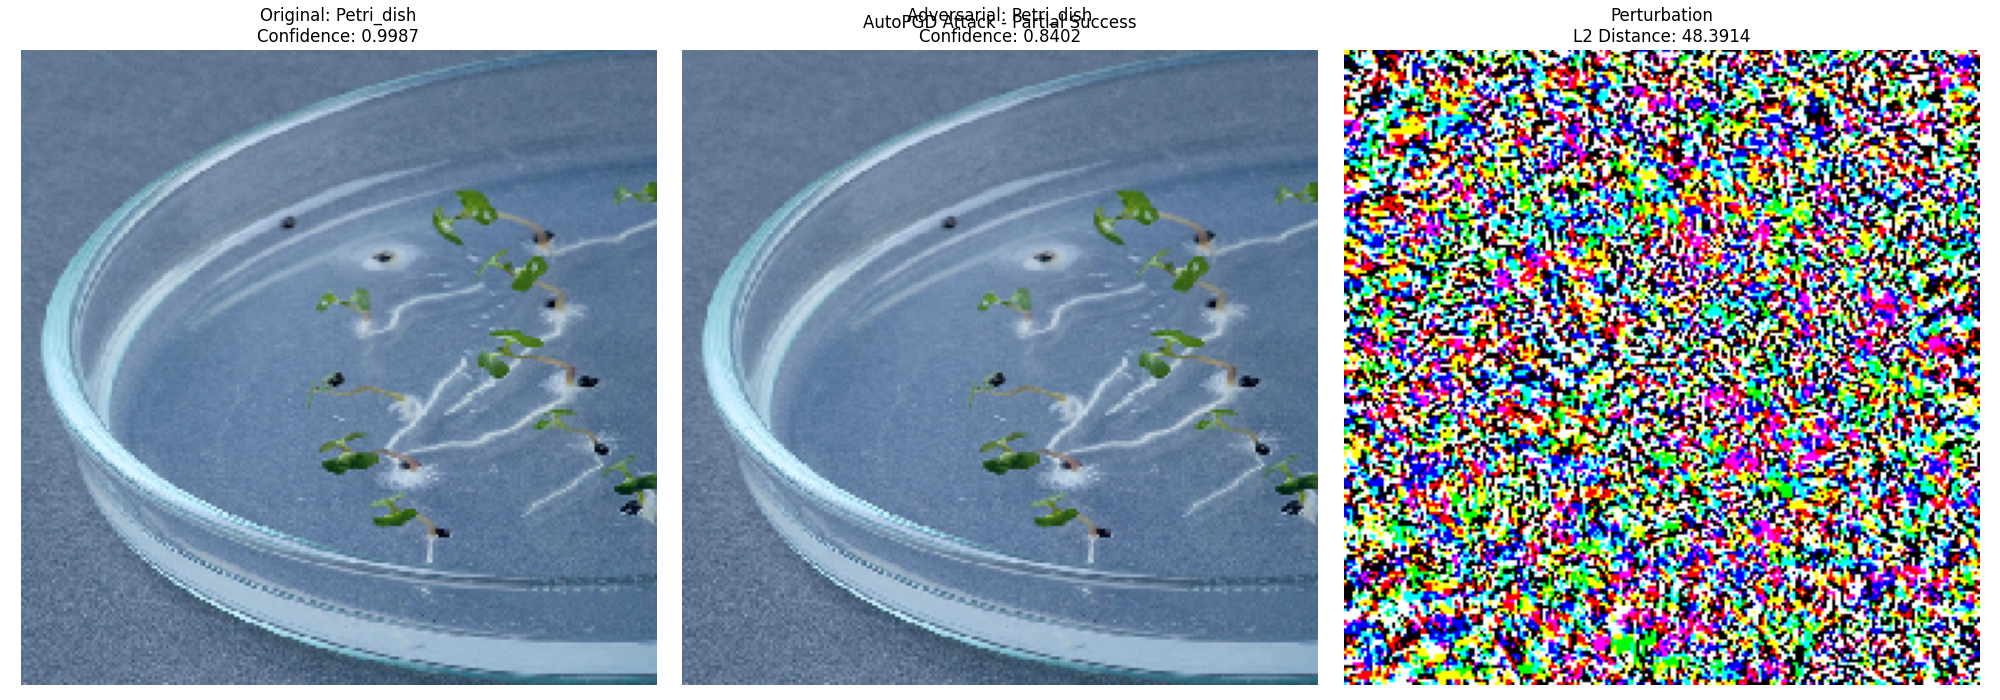 AutoPGD Attack - Partial Success
Original: Petri_dish
Confidence: 0.9987
Adversarial: Petri_dish
Confidence: 0.8402
Perturbation
L2 Distance: 48.3914